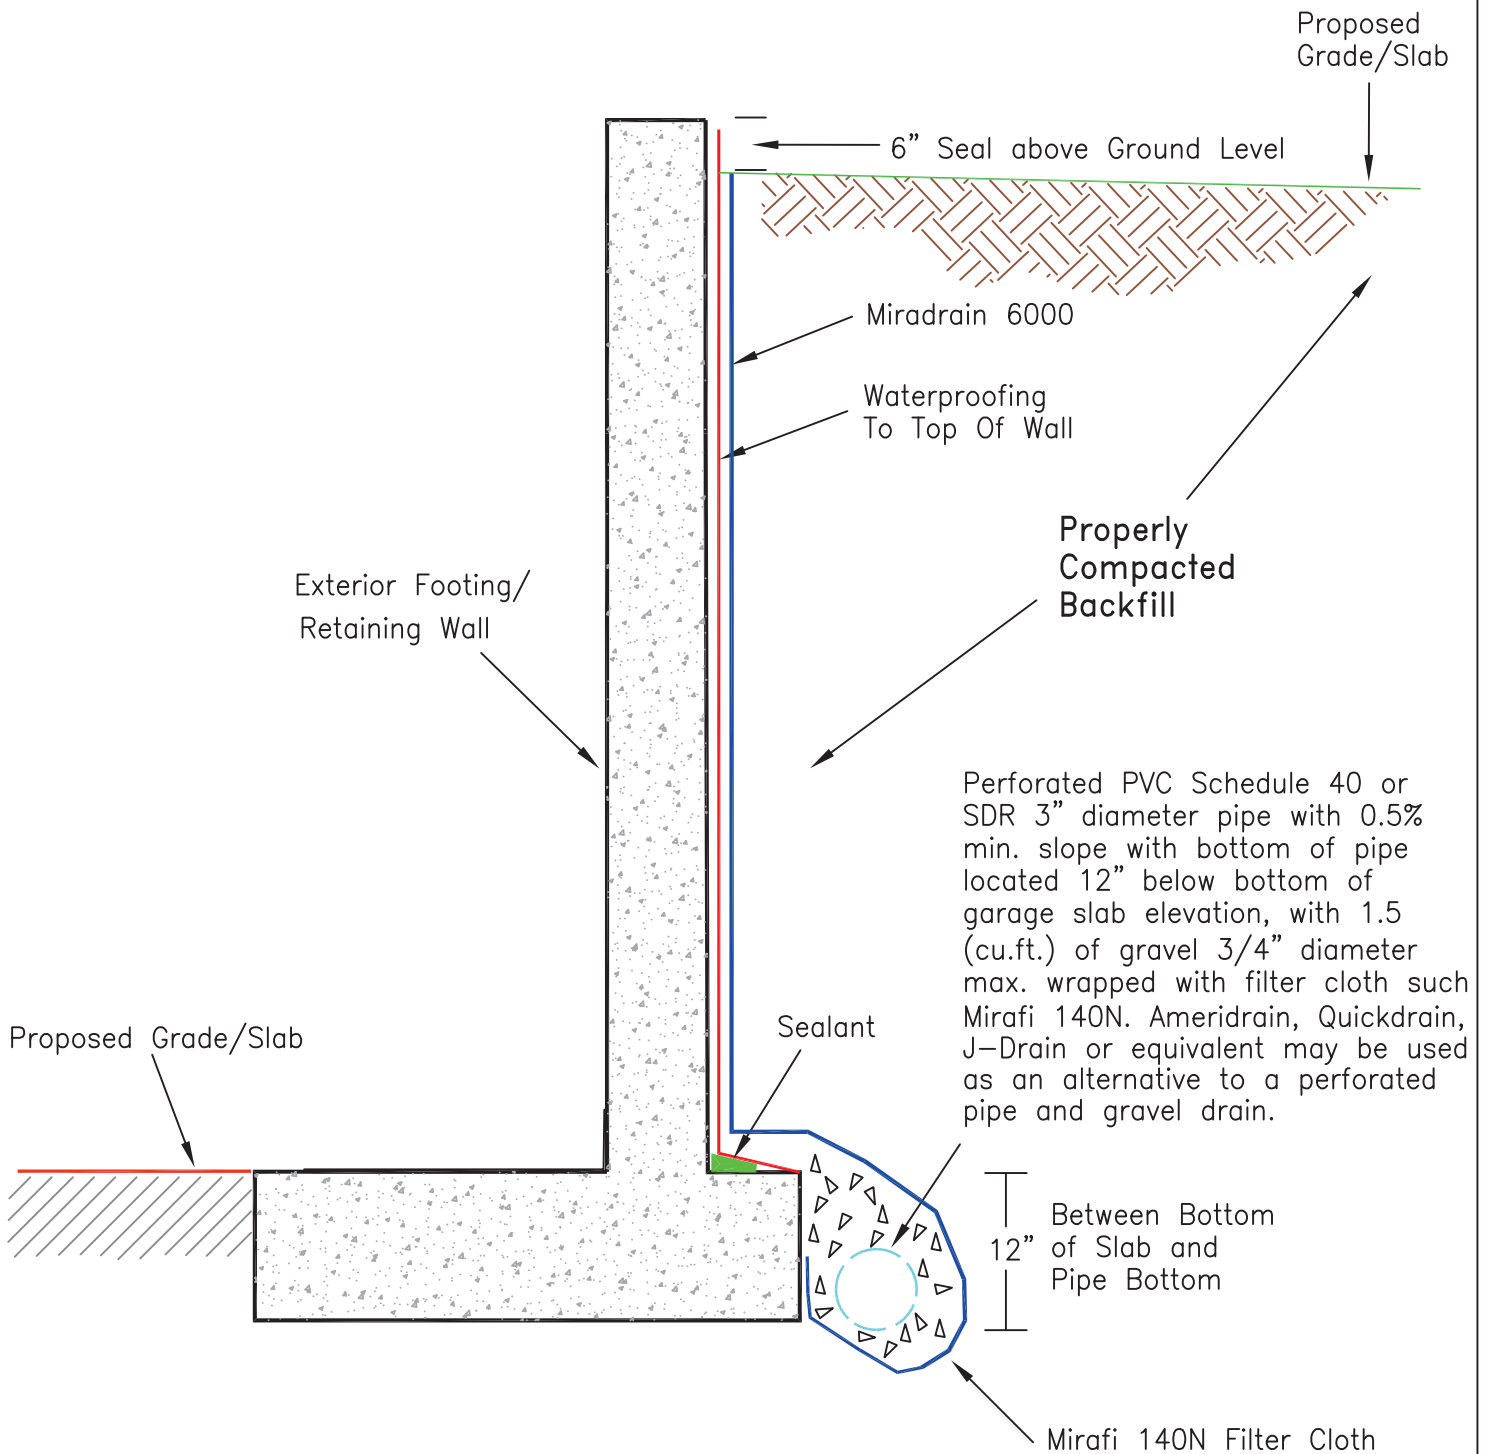 Proposed
Grade/Slab
6” Seal above Ground Level
Miradrain 6000
Waterproofing
To Top Of Wall
Properly
Compacted
Backfill
Exterior Footing/
Retaining Wall
Perforated PVC Schedule 40 or
SDR 3” diameter pipe with 0.5%
min. slope with bottom of pipe
located 12” below bottom of
garage slab elevation, with 1.5
(cu.ft.) of gravel 3/4” diameter
max. wrapped with filter cloth such
Mirafi 140N. Ameridrain, Quickdrain,
J-Drain or equivalent may be used
as an alternative to a perforated
pipe and gravel drain.
Sealant
Proposed Grade/Slab
12”
Between Bottom
of Slab and
Pipe Bottom
Mirafi 140N Filter Cloth